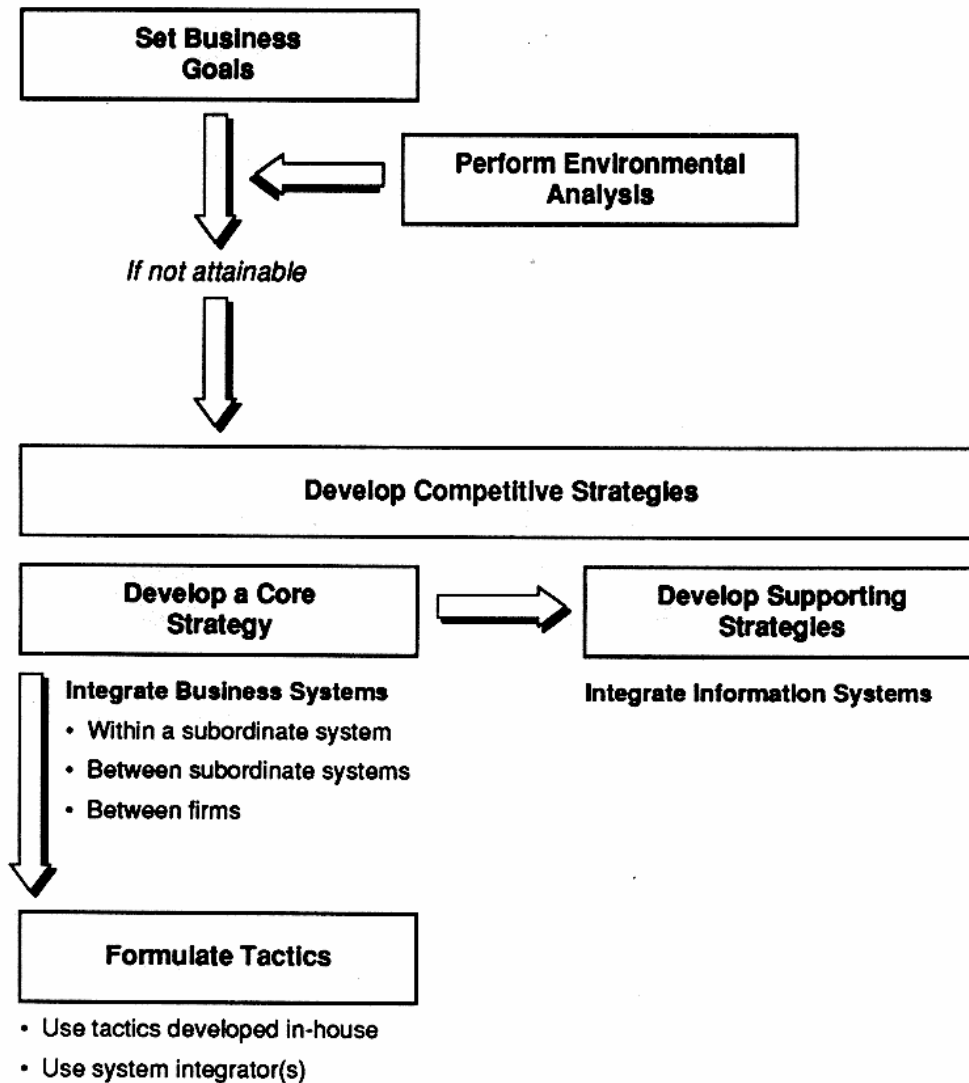 Set Business
Goals
Perform Environmental
Analysis
If not attainable
Develop Competitive Strategies
Develop a Core
Strategy
Develop Supporting
Strategies
Integrate Business Systems
• Within a subordinate system
• Between subordinate systems
• Between firms
Integrate Information Systems
Formulate Tactics
• Use tactics developed in-house
• Use system integrator(s)